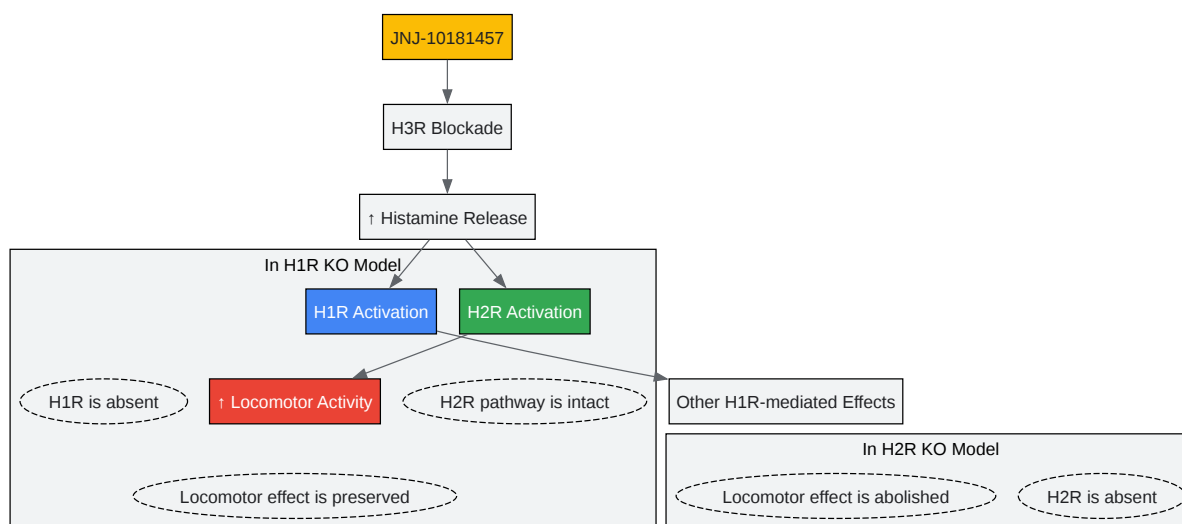 JNJ-10181457
H3R Blockade
↑ Histamine Release
In H1R KO Model
H1R Activation
H2R Activation
H1R is absent
↑ Locomotor Activity
H2R pathway is intact
Other H1R-mediated Effects
In H2R KO Model
Locomotor effect is preserved
Locomotor effect is abolished
H2R is absent